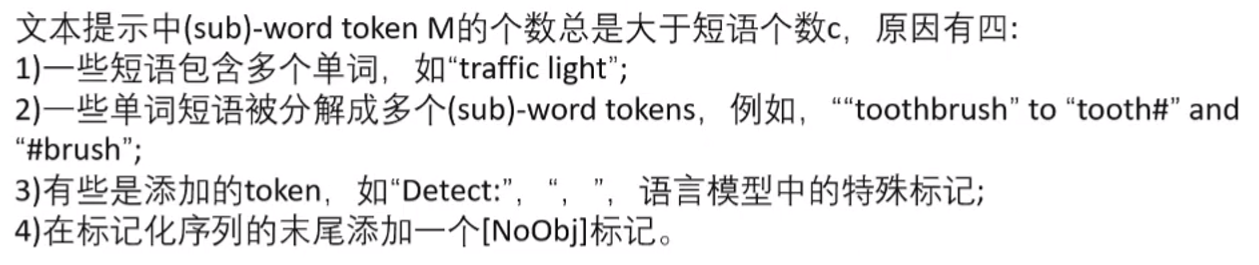 文本提示中(sub)-word token M的个数总是大于短语个数c，原因有四:
1)一些短语包含多个单词，如“traffic light”;
2)一些单词短语被分解成多个(sub)-word tokens，例如，““toothbrush” to “tooth#” and
“#brush”;
3)有些是添加的token，如“Detect:”，“，”，语言模型中的特殊标记;
4)在标记化序列的末尾添加一个[NoObj]标记。